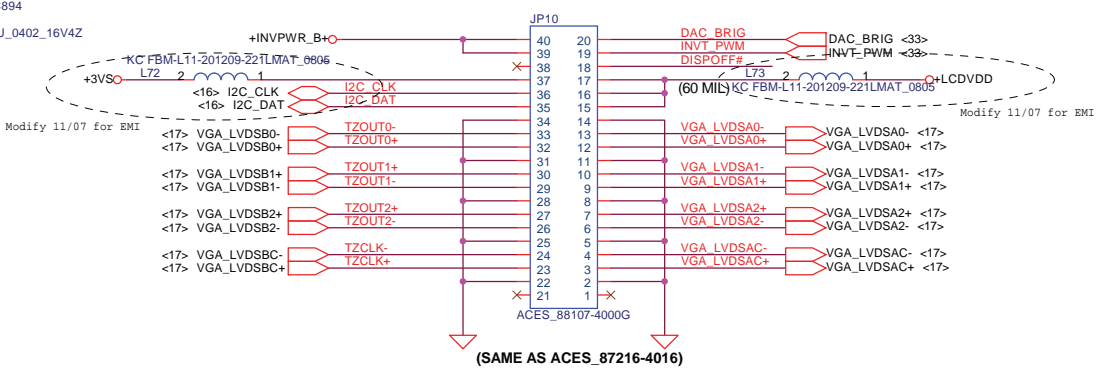 894
U_0402_16V4Z
JP10
+INVPWR_B+
40 20 DAC_BRIG DAC_BRIG <33>
39 19 INVT_PWM INVT_PWM <33>
KC FBM-L11-201209-221LMAT_0805
38 18 DISPOFF#
+3VS L72 2 1 37 17 L73 2 1 +LCDVDD
(60 MIL) KC FBM-L11-201209-221LMAT_0805
<16> I2C_CLK I2C_CLK 36 16
<16> I2C_DAT I2C_DAT 35 15
Modify 11/07 for EMI
Modify 11/07 for EMI
34 14
<17> VGA_LVDSB0- TZOUT0- 33 13 VGA_LVDSA0- VGA_LVDSA0- <17>
<17> VGA_LVDSB0+ TZOUT0+ 32 12 VGA_LVDSA0+ VGA_LVDSA0+ <17>
31 11
<17> VGA_LVDSB1+ TZOUT1+ 30 10 VGA_LVDSA1- VGA_LVDSA1- <17>
<17> VGA_LVDSB1- TZOUT1- 29 9 VGA_LVDSA1+ VGA_LVDSA1+ <17>
28 8
<17> VGA_LVDSB2+ TZOUT2+ 27 7 VGA_LVDSA2+ VGA_LVDSA2+ <17>
<17> VGA_LVDSB2- TZOUT2- 26 6 VGA_LVDSA2- VGA_LVDSA2- <17>
25 5
<17> VGA_LVDSBC- TZCLK- 24 4 VGA_LVDSAC- VGA_LVDSAC- <17>
<17> VGA_LVDSBC+ TZCLK+ 23 3 VGA_LVDSAC+ VGA_LVDSAC+ <17>
22 2
21 1
ACES_88107-4000G
(SAME AS ACES_87216-4016)